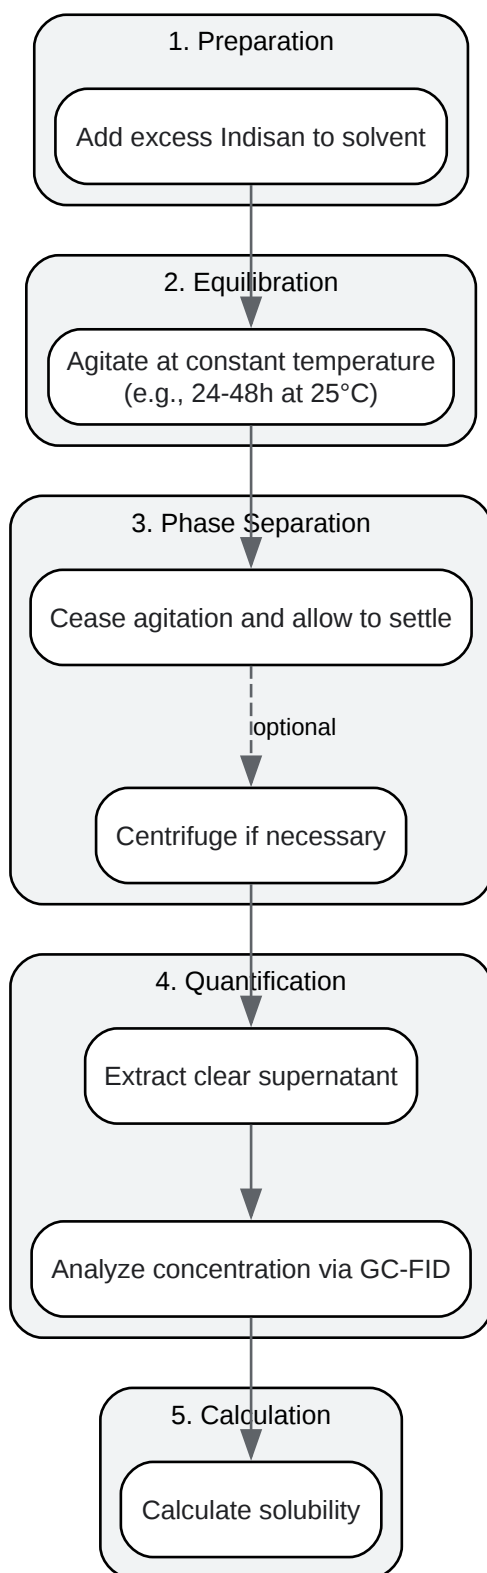 1. Preparation
Add excess Indisan to solvent
2. Equilibration
Agitate at constant temperature
(e.g., 24-48h at 25°C)
3. Phase Separation
Cease agitation and allow to settle
optional
Centrifuge if necessary
4. Quantification
Extract clear supernatant
Analyze concentration via GC-FID
5. Calculation
Calculate solubility